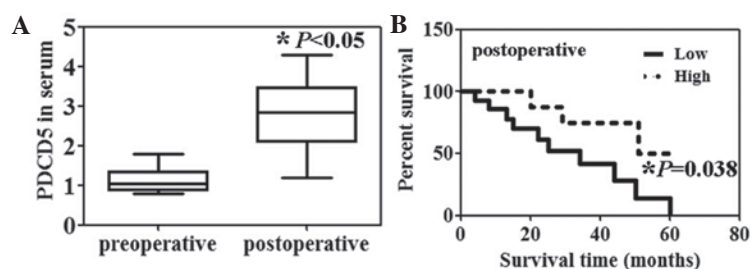 A
PDCD5 in serum
5
4
3
2
1
0
* P<0.05
preoperative
postoperative
B
Percent survival
150
100
50
0
postoperative
Low
High
*P=0.038
0
20
40
60
80
Survival time (months)